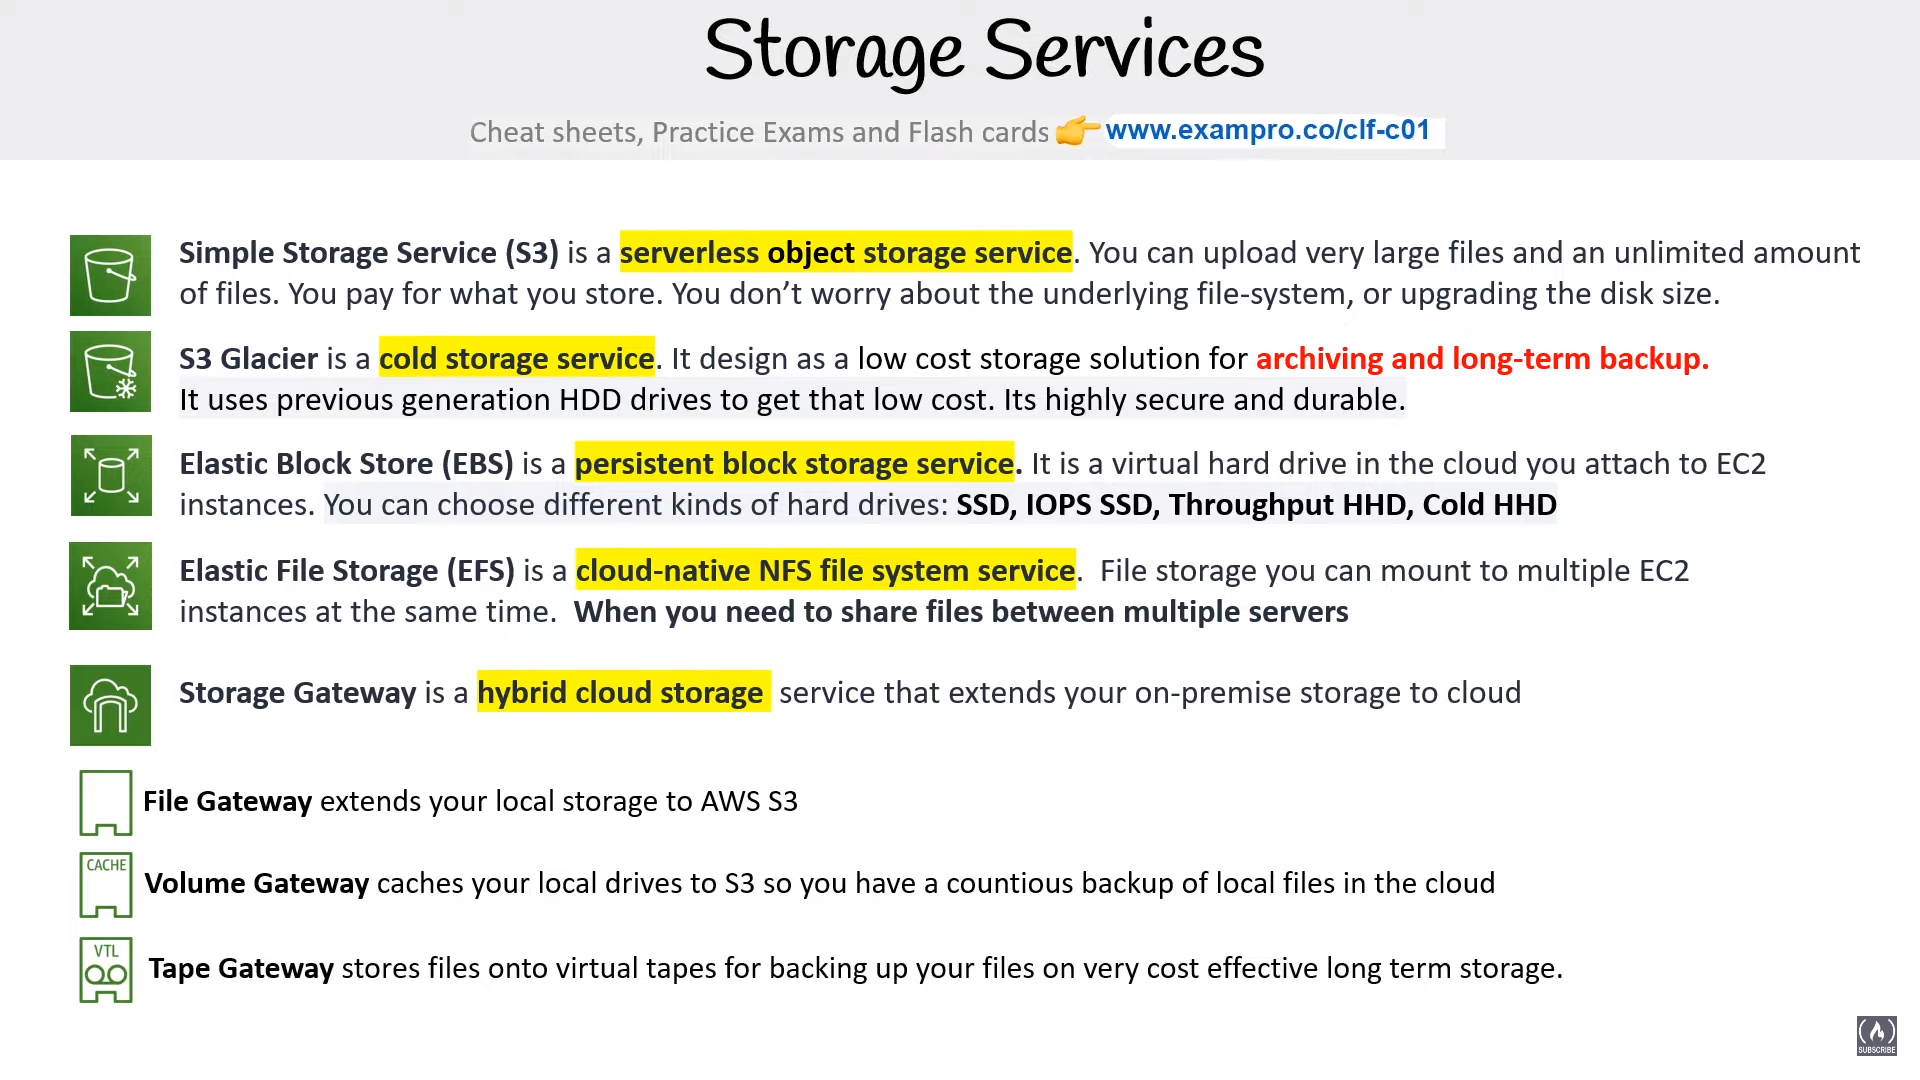 Storage Services
Cheat sheets, Practice Exams and Flash cards 👉 www.exampro.co/clf-c01
Simple Storage Service (S3) is a serverless object storage service. You can upload very large files and an unlimited amount
of files. You pay for what you store. You don’t worry about the underlying file-system, or upgrading the disk size.
S3 Glacier is a cold storage service. It design as a low cost storage solution for archiving and long-term backup.
It uses previous generation HDD drives to get that low cost. Its highly secure and durable.
Elastic Block Store (EBS) is a persistent block storage service. It is a virtual hard drive in the cloud you attach to EC2
instances. You can choose different kinds of hard drives: SSD, IOPS SSD, Throughput HHD, Cold HHD
Elastic File Storage (EFS) is a cloud-native NFS file system service. File storage you can mount to multiple EC2
instances at the same time. When you need to share files between multiple servers
Storage Gateway is a hybrid cloud storage service that extends your on-premise storage to cloud
File Gateway extends your local storage to AWS S3
CACHE
Volume Gateway caches your local drives to S3 so you have a countious backup of local files in the cloud
VTL
Tape Gateway stores files onto virtual tapes for backing up your files on very cost effective long term storage.
SUBSCRIBE